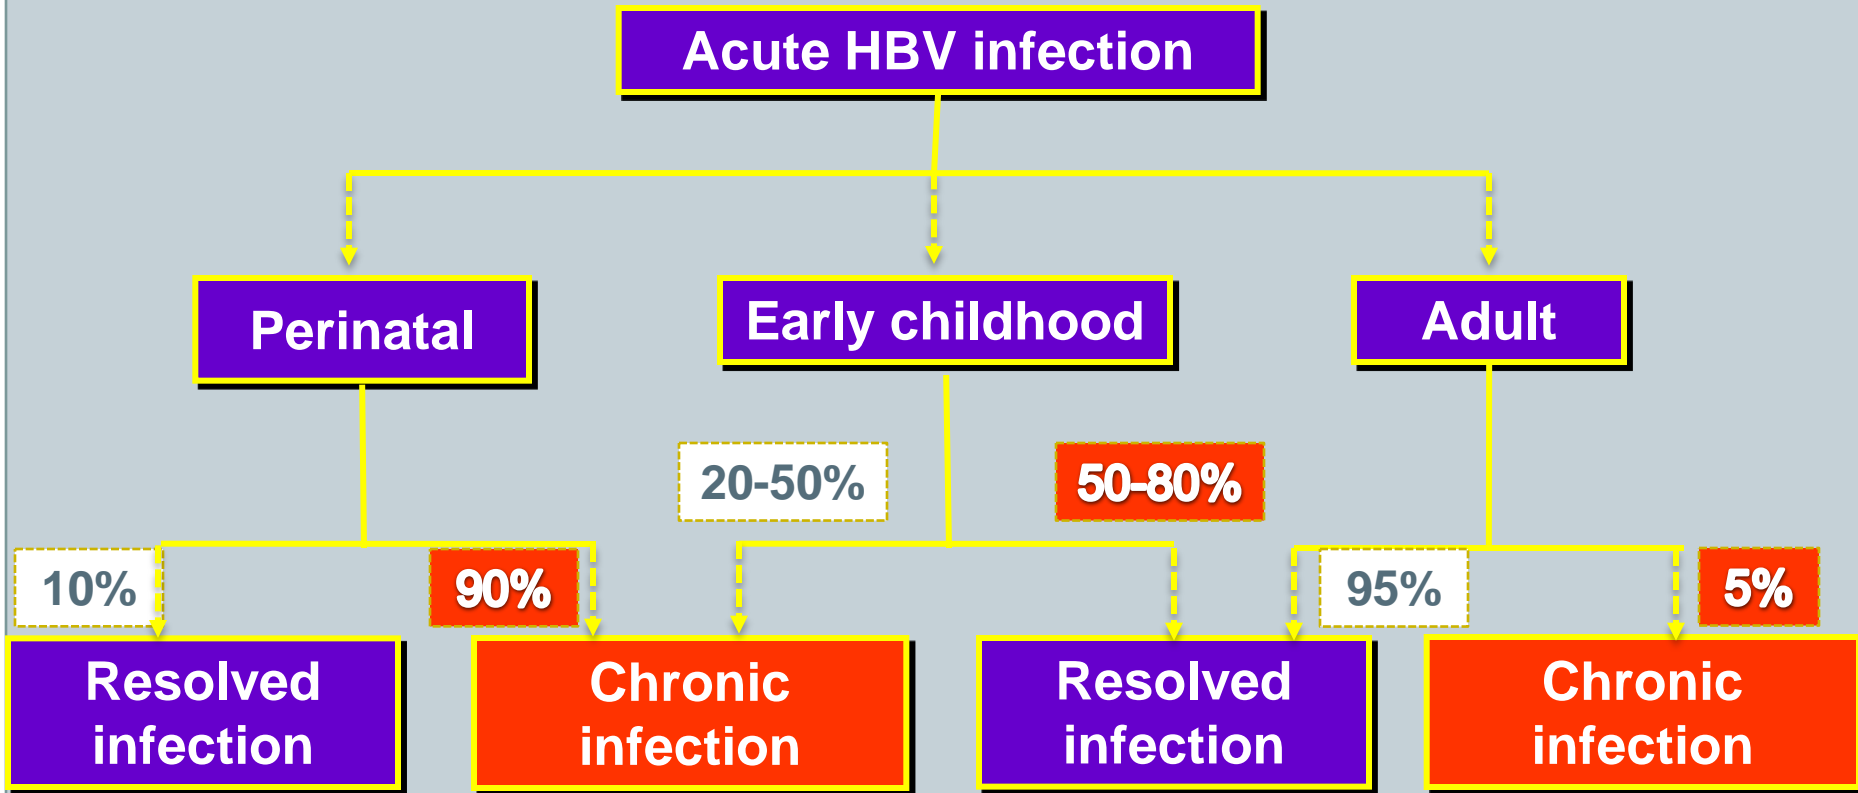 Acute HBV infection
Perinatal
Early childhood
Adult
20-50%
50-80%
10%
90%
95%
5%
Resolved
infection
Chronic
infection
Resolved
infection
Chronic
infection